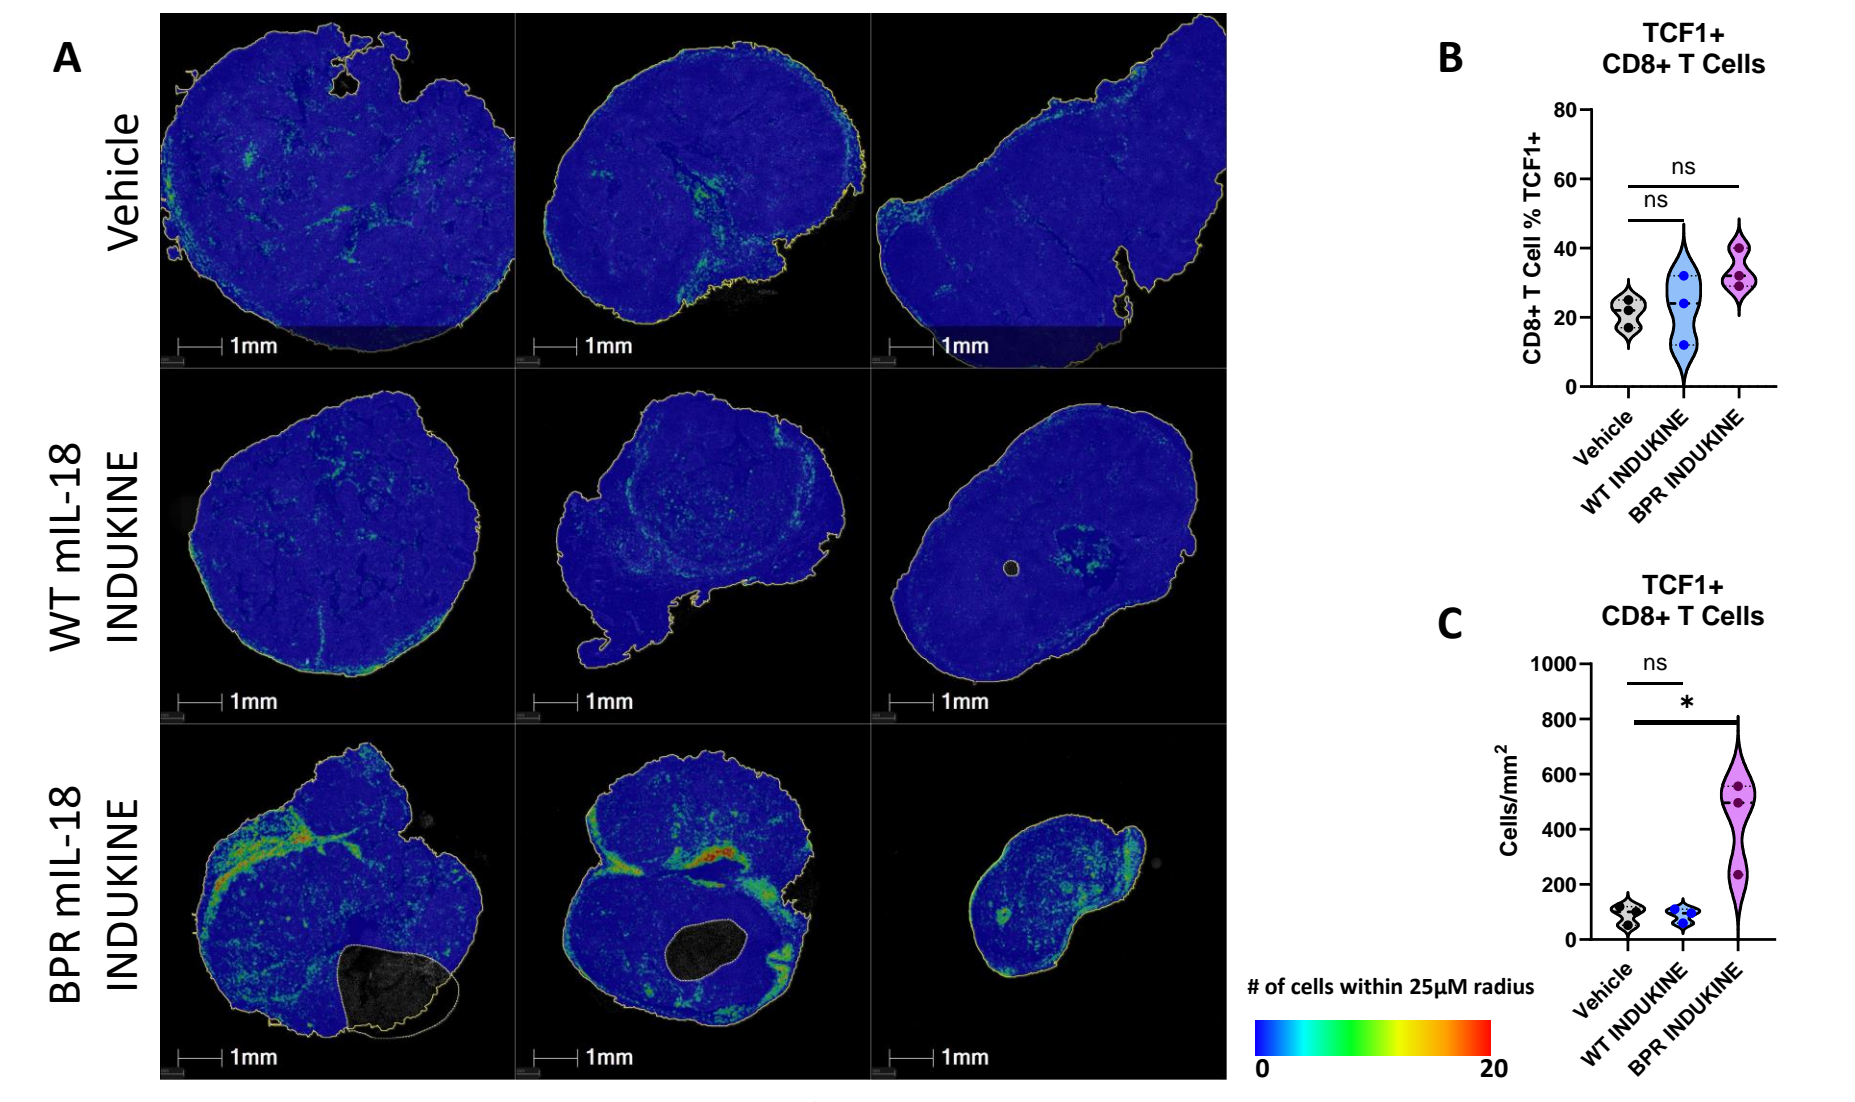 A
Vehicle
1mm
1mm
1mm
WT mIL-18
INDUKINE
1mm
1mm
1mm
BPR mIL-18
INDUKINE
1mm
1mm
1mm
# of cells within 25µM radius
0
20
B
TCF1+
CD8+ T Cells
CD8+ T Cell % TCF1+
80
60
40
20
0
ns
ns
Vehicle
WT INDUKINE
BPR INDUKINE
C
TCF1+
CD8+ T Cells
Cells/mm²
1000
800
600
400
200
0
ns
*
Vehicle
WT INDUKINE
BPR INDUKINE